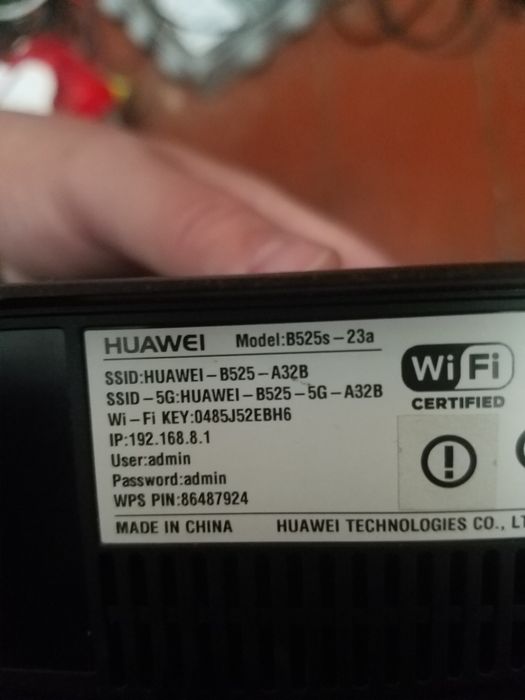 HUAWEI Model:B525s-23a
SSID:HUAWEI-B525-A32B
SSID-5G:HUAWEI-B525-5G-A32B
Wi-Fi KEY:0485J52EBH6
IP:192.168.8.1
User:admin
Password:admin
WPS PIN:86487924
Wi Fi
CERTIFIED
MADE IN CHINA HUAWEI TECHNOLOGIES CO., LT